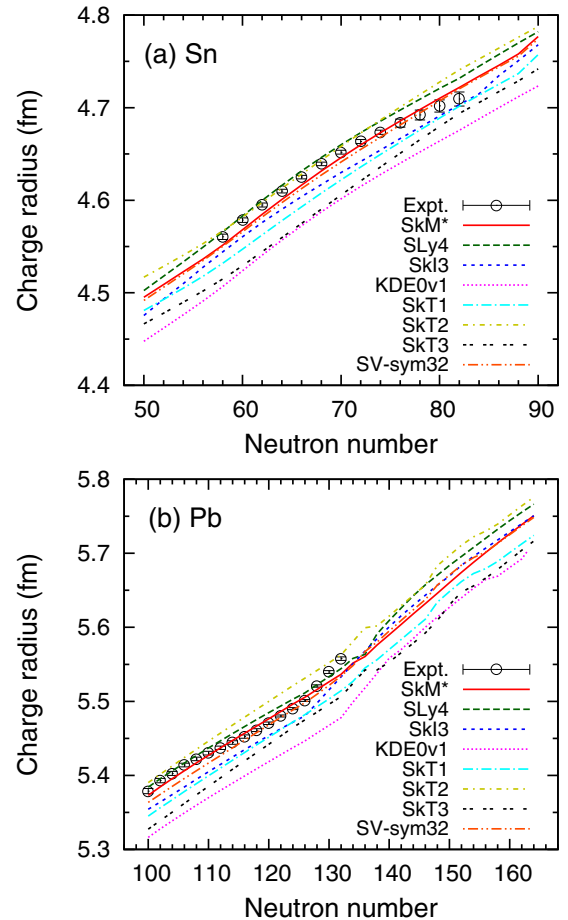 (a) Sn
Charge radius (fm)
4.8
4.7
4.6
4.5
4.4
Expt.
SkM*
SLy4
SkI3
KDE0v1
SkT1
SkT2
SkT3
SV-sym32
50 60 70 80 90
Neutron number
(b) Pb
Charge radius (fm)
5.8
5.7
5.6
5.5
5.4
5.3
Expt.
SkM*
SLy4
SkI3
KDE0v1
SkT1
SkT2
SkT3
SV-sym32
100 110 120 130 140 150 160
Neutron number